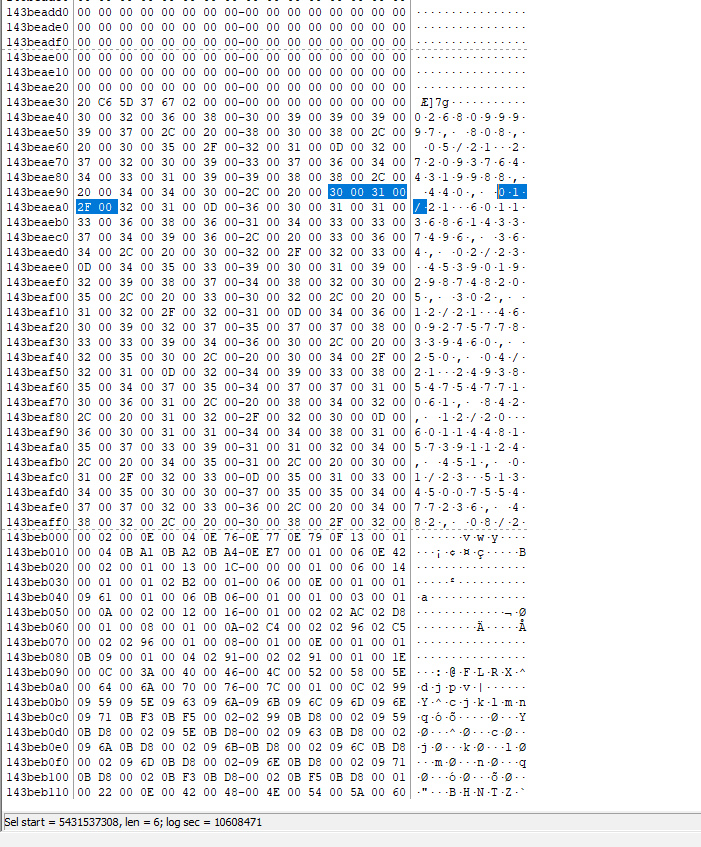 143beadd0 00 00 00 00 00 00 00 00-00 00 00 00 00 00 00 00 ················
143beade0 00 00 00 00 00 00 00 00-00 00 00 00 00 00 00 00 ················
143beadf0 00 00 00 00 00 00 00 00-00 00 00 00 00 00 00 00 ················
143beae00 00 00 00 00 00 00 00 00-00 00 00 00 00 00 00 00 ················
143beae10 00 00 00 00 00 00 00 00-00 00 00 00 00 00 00 00 ················
143beae20 00 00 00 00 00 00 00 00-00 00 00 00 00 00 00 00 ················
143beae30 20 C6 5D 37 67 02 00 00-00 00 00 00 00 00 00 00  Æ]7g···········
143beae40 30 00 32 00 36 00 38 00-30 00 39 00 39 00 39 00 0·2·6·8·0·9·9·9·
143beae50 39 00 37 00 2C 00 20 00-38 00 30 00 38 00 2C 00 9·7·,· ·8·0·8·,·
143beae60 20 00 30 00 35 00 2F 00-32 00 31 00 0D 00 32 00  ·0·5·/·2·1···2·
143beae70 37 00 32 00 30 00 39 00-33 00 37 00 36 00 34 00 7·2·0·9·3·7·6·4·
143beae80 34 00 33 00 31 00 39 00-39 00 38 00 38 00 2C 00 4·3·1·9·9·8·8·,·
143beae90 20 00 34 00 34 00 30 00-2C 00 20 00 30 00 31 00  ·4·4·0·,· ·0·1·
143beaea0 2F 00 32 00 31 00 0D 00-36 00 30 00 31 00 31 00 /·2·1···6·0·1·1·
143beaeb0 33 00 36 00 38 00 36 00-31 00 34 00 33 00 33 00 3·6·8·6·1·4·3·3·
143beaec0 37 00 34 00 39 00 36 00-2C 00 20 00 33 00 36 00 7·4·9·6·,· ·3·6·
143beaed0 34 00 2C 00 20 00 30 00-32 00 2F 00 32 00 33 00 4·,· ·0·2·/·2·3·
143beaee0 0D 00 34 00 35 00 33 00-39 00 30 00 31 00 39 00 ··4·5·3·9·0·1·9·
143beaef0 32 00 39 00 38 00 37 00-34 00 38 00 32 00 30 00 2·9·8·7·4·8·2·0·
143beaf00 35 00 2C 00 20 00 33 00-30 00 32 00 2C 00 20 00 5·,· ·3·0·2·,· ·
143beaf10 31 00 32 00 2F 00 32 00-31 00 0D 00 34 00 36 00 1·2·/·2·1···4·6·
143beaf20 30 00 39 00 32 00 37 00-35 00 37 00 37 00 38 00 0·9·2·7·5·7·7·8·
143beaf30 33 00 33 00 39 00 34 00-36 00 30 00 2C 00 20 00 3·3·9·4·6·0·,· ·
143beaf40 32 00 35 00 30 00 2C 00-20 00 30 00 34 00 2F 00 2·5·0·,· ·0·4·/·
143beaf50 32 00 31 00 0D 00 32 00-34 00 39 00 33 00 38 00 2·1···2·4·9·3·8·
143beaf60 35 00 34 00 37 00 35 00-34 00 37 00 37 00 31 00 5·4·7·5·4·7·7·1·
143beaf70 30 00 36 00 31 00 2C 00-20 00 38 00 34 00 32 00 0·6·1·,· ·8·4·2·
143beaf80 2C 00 20 00 31 00 32 00-2F 00 32 00 30 00 0D 00 ,· ·1·2·/·2·0···
143beaf90 36 00 30 00 31 00 31 00-34 00 34 00 38 00 31 00 6·0·1·1·4·4·8·1·
143beafa0 35 00 37 00 33 00 39 00-31 00 31 00 32 00 34 00 5·7·3·9·1·1·2·4·
143beafb0 2C 00 20 00 34 00 35 00-31 00 2C 00 20 00 30 00 ,· ·4·5·1·,· ·0·
143beafc0 31 00 2F 00 32 00 33 00-0D 00 35 00 31 00 33 00 1·/·2·3···5·1·3·
143beafd0 34 00 35 00 30 00 30 00-37 00 35 00 35 00 34 00 4·5·0·0·7·5·5·4·
143beafe0 37 00 37 00 32 00 33 00-36 00 2C 00 20 00 34 00 7·7·2·3·6·,· ·4·
143beaff0 38 00 32 00 2C 00 20 00-30 00 38 00 2F 00 32 00 8·2·,· ·0·8·/·2·
143beb000 00 02 00 0E 00 04 0E 76-0E 77 0E 79 0F 13 00 01 ·······v·w·y····
143beb010 00 04 0B A1 0B A2 0B A4-0E E7 00 01 00 06 0E 42 ···¡·¢·¤·ç·····B
143beb020 00 02 00 01 00 13 00 1C-00 00 00 01 00 06 00 14 ················
143beb030 00 01 00 01 02 B2 00 01-00 06 00 0E 00 01 00 01 ·····²··········
143beb040 09 61 00 01 00 06 0B 06-00 01 00 01 00 03 00 01 ·a··············
143beb050 00 0A 00 02 00 12 00 16-00 01 00 02 02 AC 02 D8 ·············¬·Ø
143beb060 00 01 00 08 00 01 00 0A-02 C4 00 02 02 96 02 C5 ·········Ä·····Å
143beb070 00 02 02 96 00 01 00 08-00 01 00 0E 00 01 00 01 ················
143beb080 0B 09 00 01 00 04 02 91-00 02 02 91 00 01 00 1E ················
143beb090 00 0C 00 3A 00 40 00 46-00 4C 00 52 00 58 00 5E ···:·@·F·L·R·X·^
143beb0a0 00 64 00 6A 00 70 00 76-00 7C 00 01 00 0C 02 99 ·d·j·p·v·|······
143beb0b0 09 59 09 5E 09 63 09 6A-09 6B 09 6C 09 6D 09 6E ·Y·^·c·j·k·l·m·n
143beb0c0 09 71 0B F3 0B F5 00 02-02 99 0B D8 00 02 09 59 ·q·ó·õ·····Ø···Y
143beb0d0 0B D8 00 02 09 5E 0B D8-00 02 09 63 0B D8 00 02 ·Ø···^·Ø···c·Ø··
143beb0e0 09 6A 0B D8 00 02 09 6B-0B D8 00 02 09 6C 0B D8 ·j·Ø···k·Ø···l·Ø
143beb0f0 00 02 09 6D 0B D8 00 02-09 6E 0B D8 00 02 09 71 ···m·Ø···n·Ø···q
143beb100 0B D8 00 02 0B F3 0B D8-00 02 0B F5 0B D8 00 01 ·Ø···ó·Ø···õ·Ø··
143beb110 00 22 00 0E 00 42 00 48-00 4E 00 54 00 5A 00 60 ·"···B·H·N·T·Z·`
Sel start = 5431537308, len = 6; log sec = 10608471